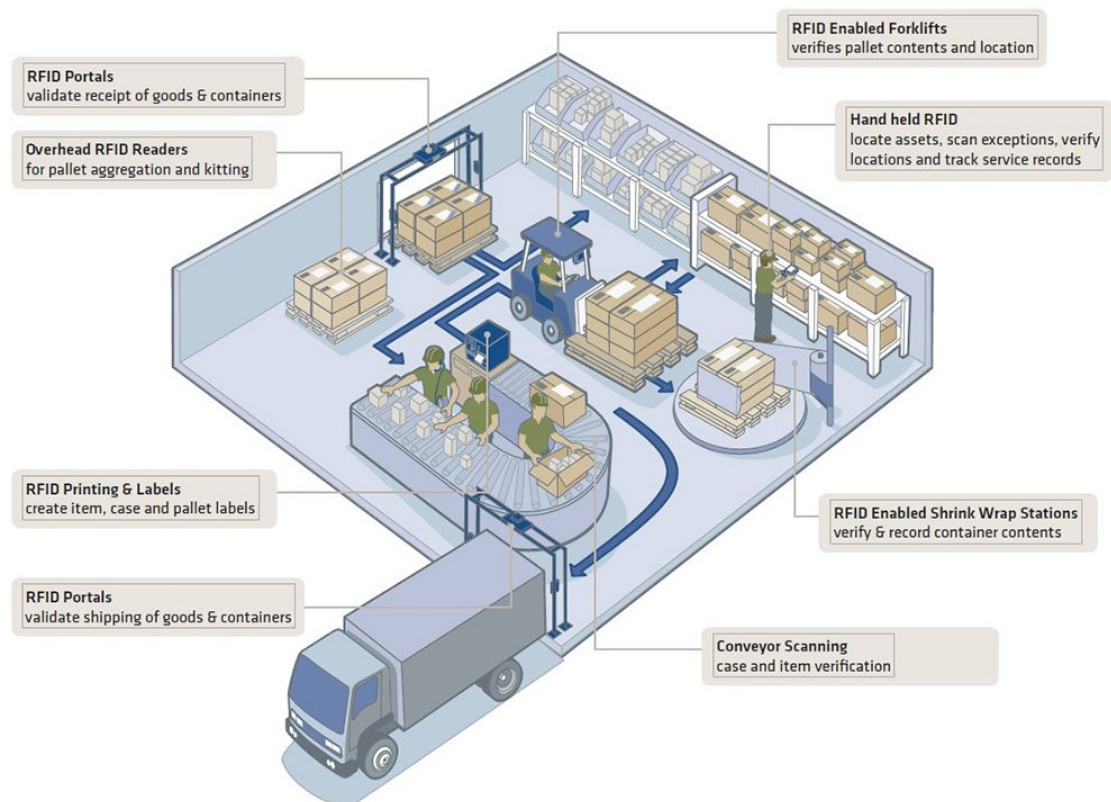 RFID Enabled Forklifts
verifies pallet contents and location
RFID Portals
validate receipt of goods & containers
Overhead RFID Readers
for pallet aggregation and kitting
Hand held RFID
locate assets, scan exceptions, verify
locations and track service records
RFID Printing & Labels
create item, case and pallet labels
RFID Enabled Shrink Wrap Stations
verify & record container contents
RFID Portals
validate shipping of goods & containers
Conveyor Scanning
case and item verification